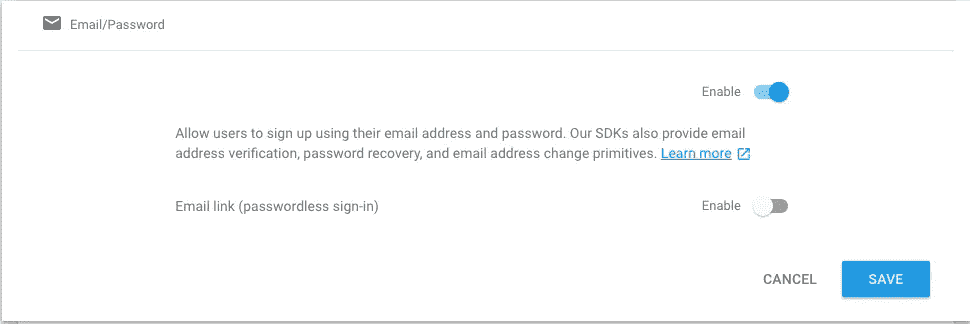 Email/Password
Enable
Allow users to sign up using their email address and password. Our SDKs also provide email
address verification, password recovery, and email address change primitives. Learn more
Email link (passwordless sign-in) Enable
CANCEL SAVE